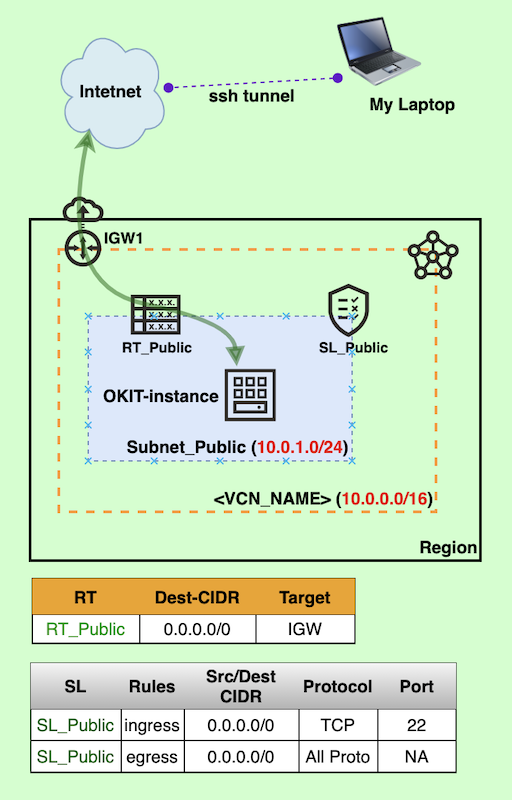 Intetnet
ssh tunnel
My Laptop
IGW1
x.x.x.
x.x.x.
x.x.x.
RT_Public
SL_Public
OKIT-instance
Subnet_Public (10.0.1.0/24)
<VCN_NAME> (10.0.0.0/16)
Region
RT Dest-CIDR Target
RT_Public 0.0.0.0/0 IGW
SL Rules Src/Dest CIDR Protocol Port
SL_Public ingress 0.0.0.0/0 TCP 22
SL_Public egress 0.0.0.0/0 All Proto NA